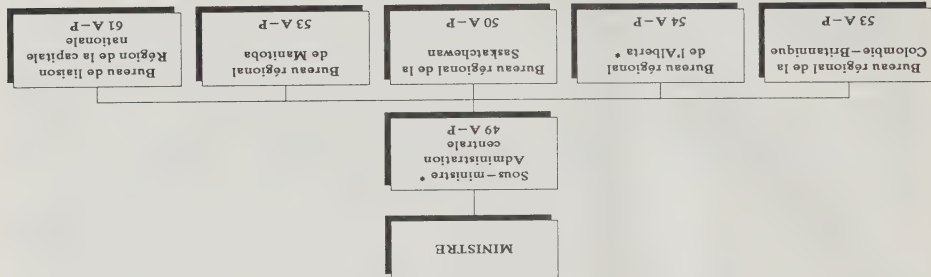 MINISTRE
Sous-ministre *
Administration
centrale
49 A-P
Bureau régional de la
Colombie-Britannique
53 A-P
Bureau régional
de l'Alberta *
54 A-P
Bureau régional de la
Saskatchewan
50 A-P
Bureau régional
de Manitoba
53 A-P
Bureau de liaison
Région de la capitale
nationale
61 A-P